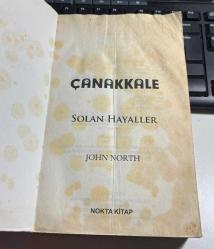 ÇANAKKALE
SOLAN HAYALLER
JOHN NORTH
NOKTA KİTAP